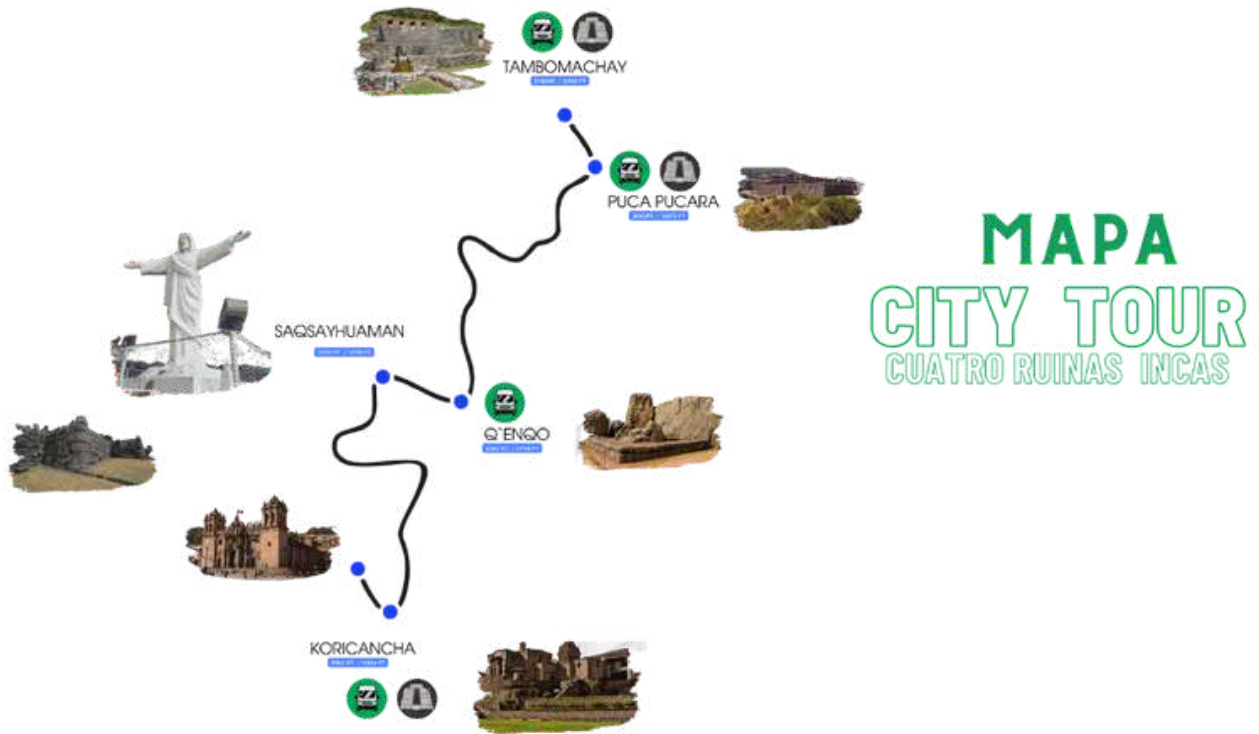 TAMBOMACHAY
PUCA PUCARA
MAPA
CITY TOUR
CUATRO RUINAS INCAS
SAQSAYHUAMAN
Q`ENQO
KORICANCHA